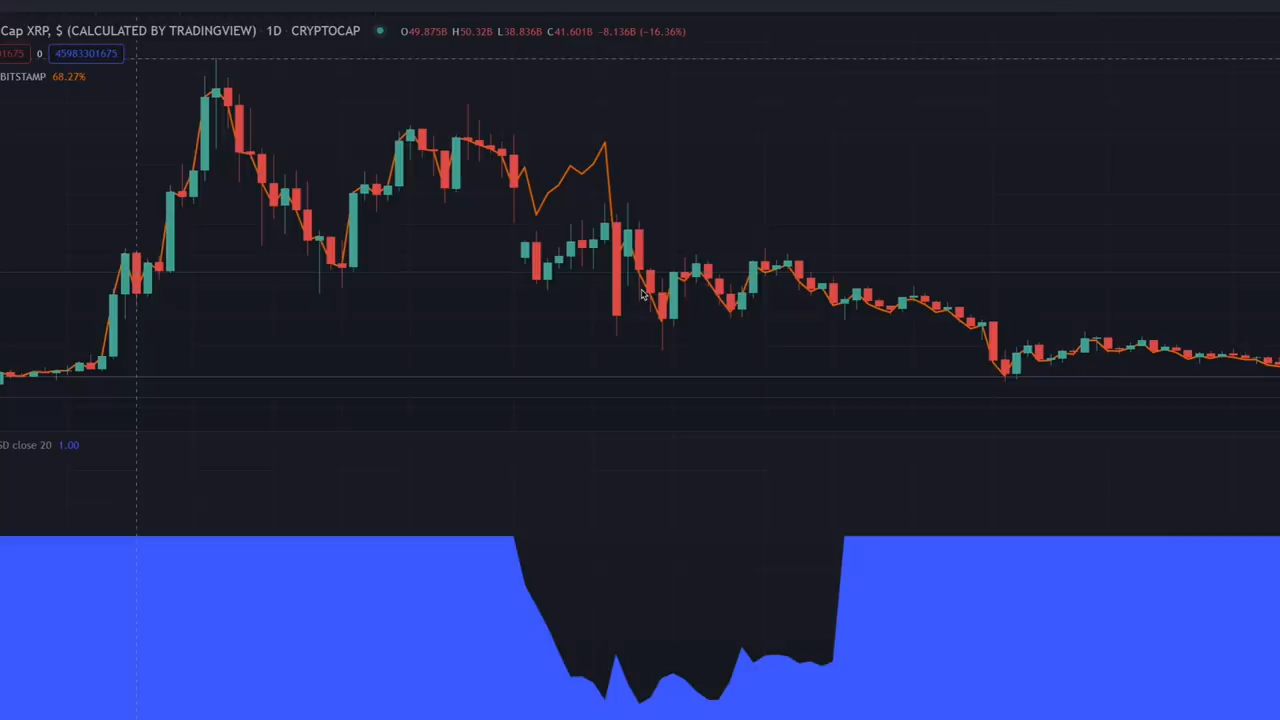 Cap XRP, $ (CALCULATED BY TRADINGVIEW) 1D CRYPTOCAP O49.875B H50.32B L38.836B C41.601B -8.136B (-16.36%)
01675 0 45983301675
BITSTAMP 68.27%
SD close 20 1.00